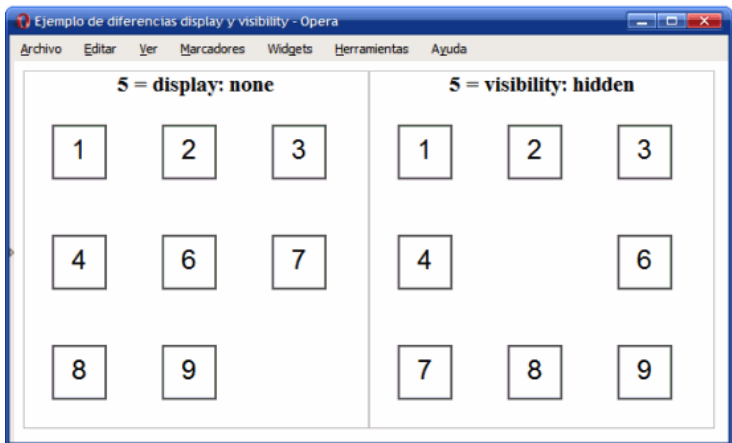 Ejemplo de diferencias display y visibility - Opera
Archivo Editar Ver Marcadores Widgets Herramientas Ayuda
5 = display: none
1 2 3
4 6 7
8 9
5 = visibility: hidden
1 2 3
4 6
7 8 9